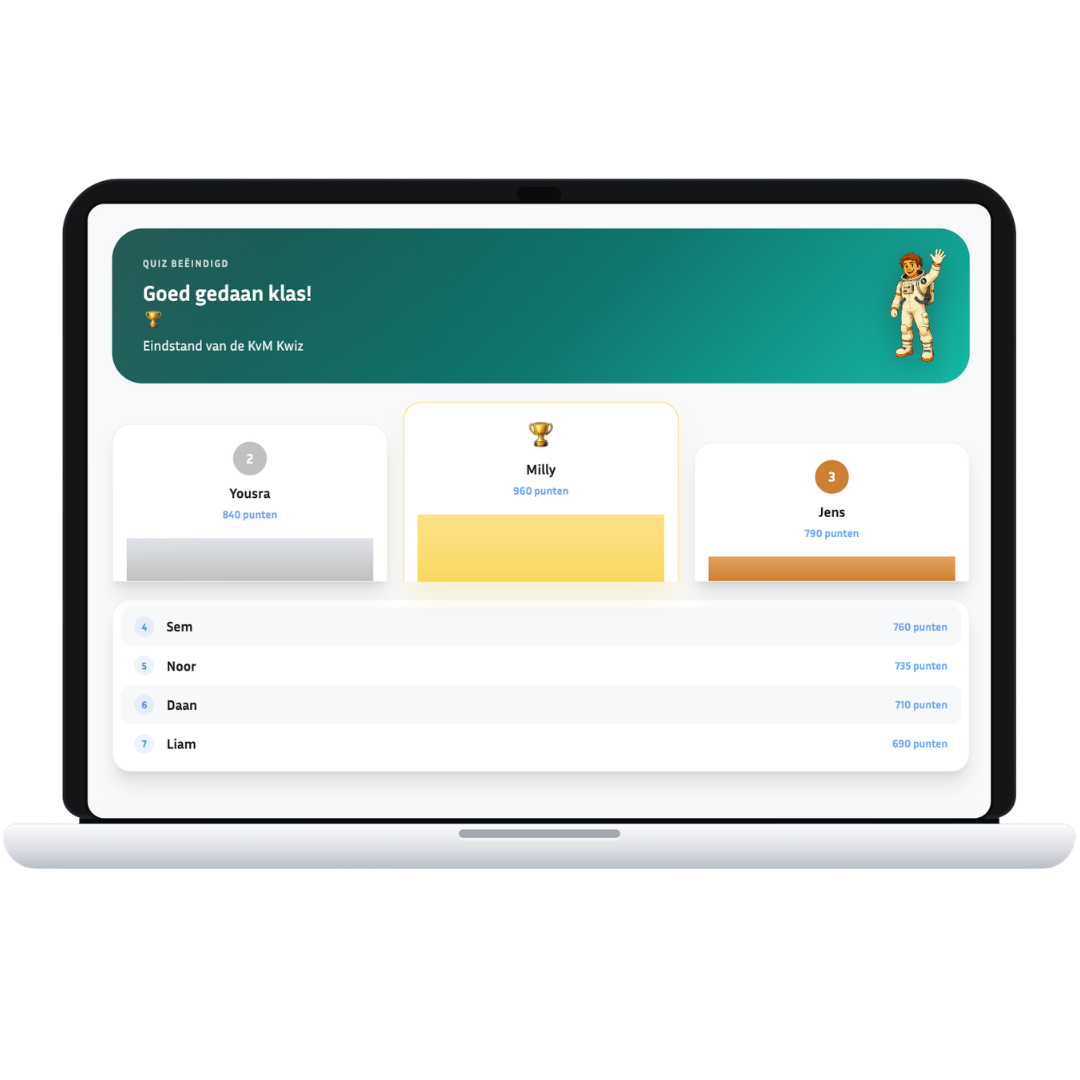 QUIZ BEËINDIGD
Goed gedaan klas!
🏆
Eindstand van de KvM Kwiz
2
Yousra
840 punten
🏆
Milly
960 punten
3
Jens
790 punten
4 Sem 760 punten
5 Noor 735 punten
6 Daan 710 punten
7 Liam 690 punten